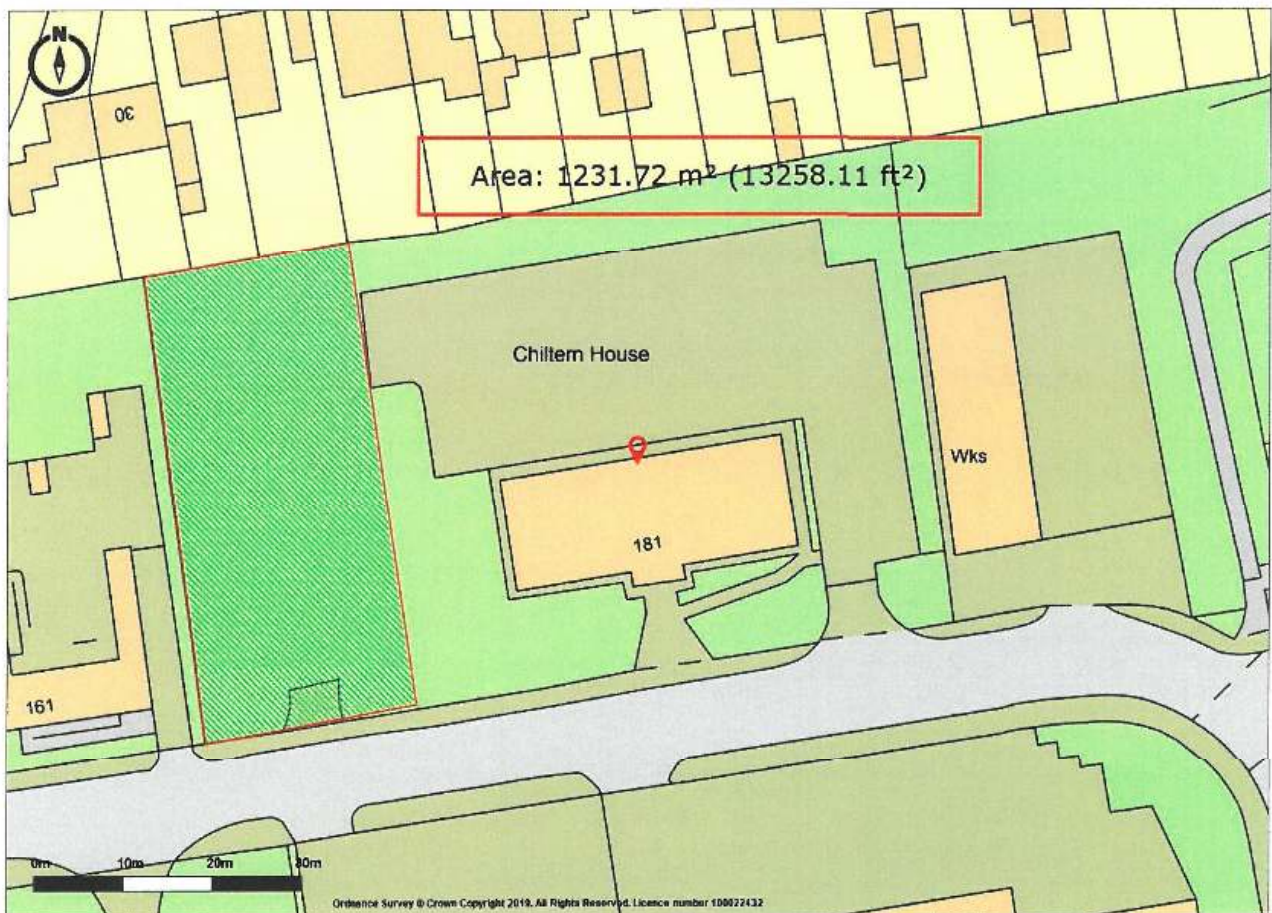 N
30
Area: 1231.72 m² (13258.11 ft²)
Chiltern House
Wks
181
161
0m 10m 20m 30m
Ordnance Survey © Crown Copyright 2019. All Rights Reserved. Licence number 100022432